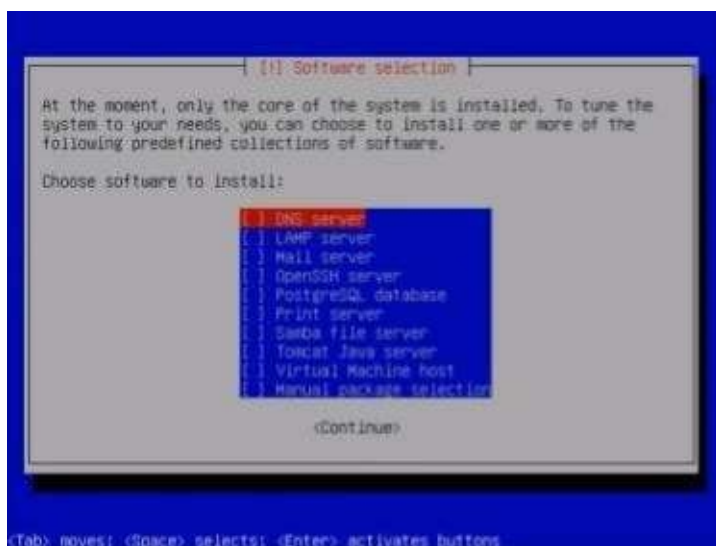 [!] Software selection
At the moment, only the core of the system is installed. To tune the
system to your needs, you can choose to install one or more of the
following predefined collections of software.
Choose software to install:
[ ] DNS server
[ ] LAMP server
[ ] Mail server
[ ] OpenSSH server
[ ] PostgreSQL database
[ ] Print server
[ ] Samba file server
[ ] Tomcat Java server
[ ] Virtual Machine host
[ ] Manual package selection
<Continue>
<Tab> moves; <Space> selects; <Enter> activates buttons